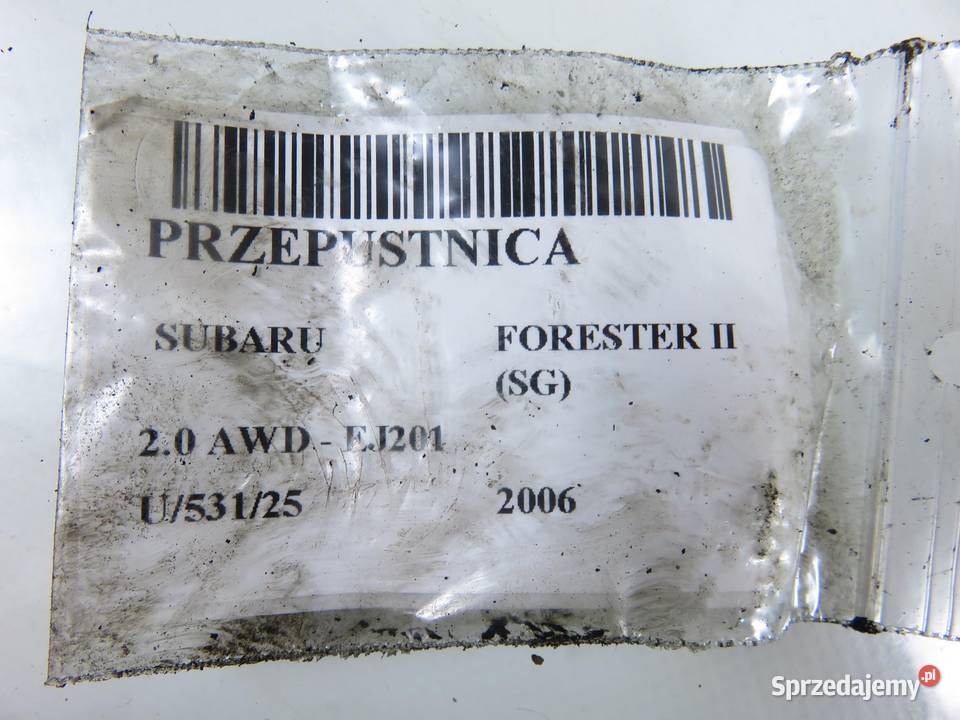 PRZEPUSTNICA
SUBARU FORESTER II
(SG)
2.0 AWD - EJ201
U/531/25 2006
Sprzedajemy.pl